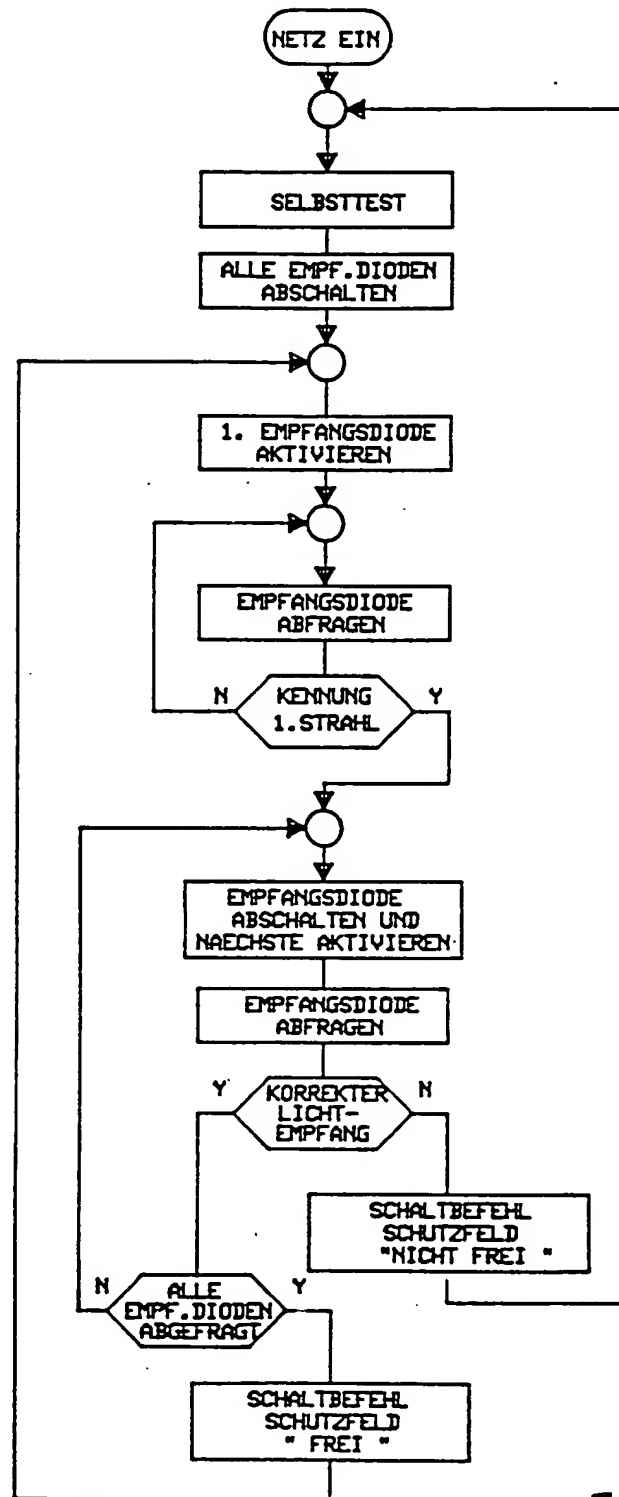 NETZ EIN
SELBSTTEST
ALLE EMPF.DIODEN
ABSCHALTEN
1. EMPFANGSDIODE
AKTIVIEREN
EMPFANGSDIODE
ABFRAGEN
N
KENNUNG
1.STRAHL
Y
EMPFANGSDIODE
ABSCHALTEN UND
NAECHSTE AKTIVIEREN
EMPFANGSDIODE
ABFRAGEN
Y
KORREKTER
LICHT-
EMPFANG
N
SCHALTBEFEHL
SCHUTZFELD
"NICHT FREI "
N
ALLE
EMPF.DIODEN
ABGEFRAGT
Y
SCHALTBEFEHL
SCHUTZFELD
" FREI "